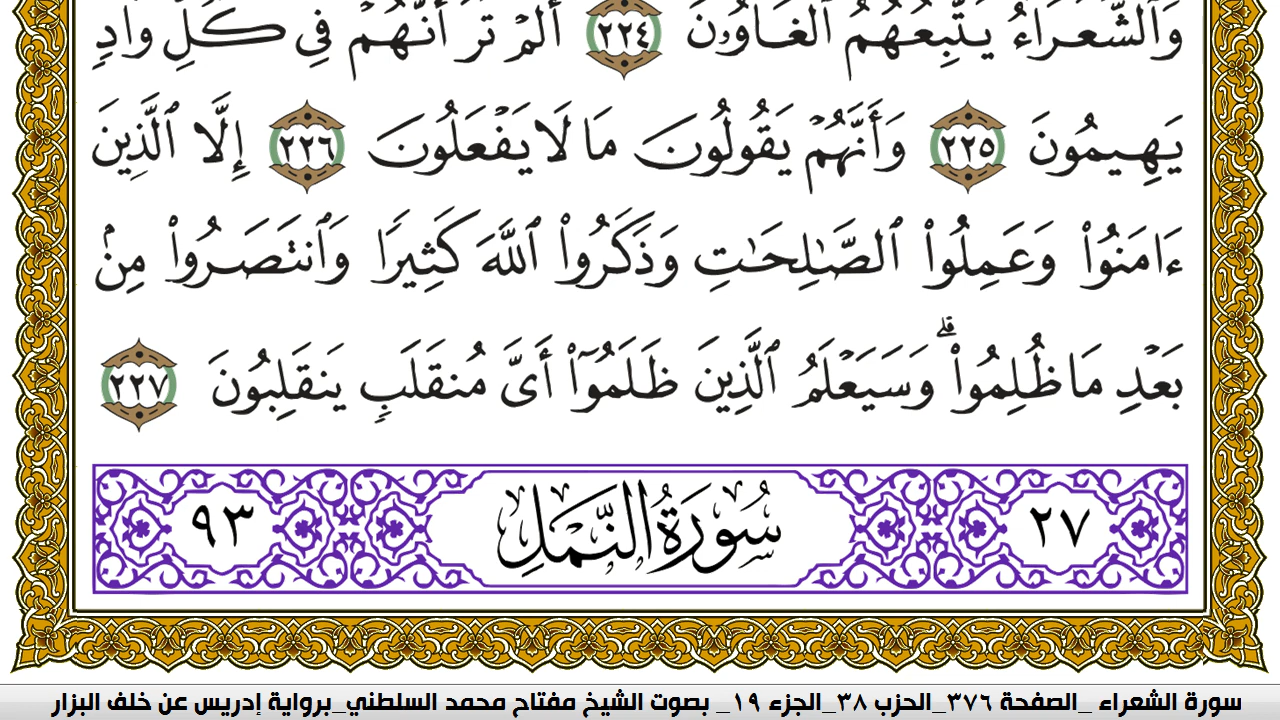 وَٱلشُّعَرَآءُ يَتَّبِعُهُمُ ٱلۡغَاوُۥنَ ٢٢٤ أَلَمۡ تَرَ أَنَّهُمۡ فِي كُلِّ وَادٖ
يَهِيمُونَ ٢٢٥ وَأَنَّهُمۡ يَقُولُونَ مَا لَا يَفۡعَلُونَ ٢٢٦ إِلَّا ٱلَّذِينَ
ءَامَنُواْ وَعَمِلُواْ ٱلصَّٰلِحَٰتِ وَذَكَرُواْ ٱللَّهَ كَثِيرٗا وَٱنتَصَرُواْ مِنۢ
بَعۡدِ مَا ظُلِمُواْۗ وَسَيَعۡلَمُ ٱلَّذِينَ ظَلَمُوٓاْ أَيَّ مُنقَلَبٖ يَنقَلِبُونَ ٢٢٧
٢٧ سُورَةُ النَّمۡلِ ٩٣
سورة الشعراء _الصفحة ٣٧٦_الحزب ٣٨_الجزء ١٩_ بصوت الشيخ مفتاح محمد السلطني_برواية إدريس عن خلف البزار